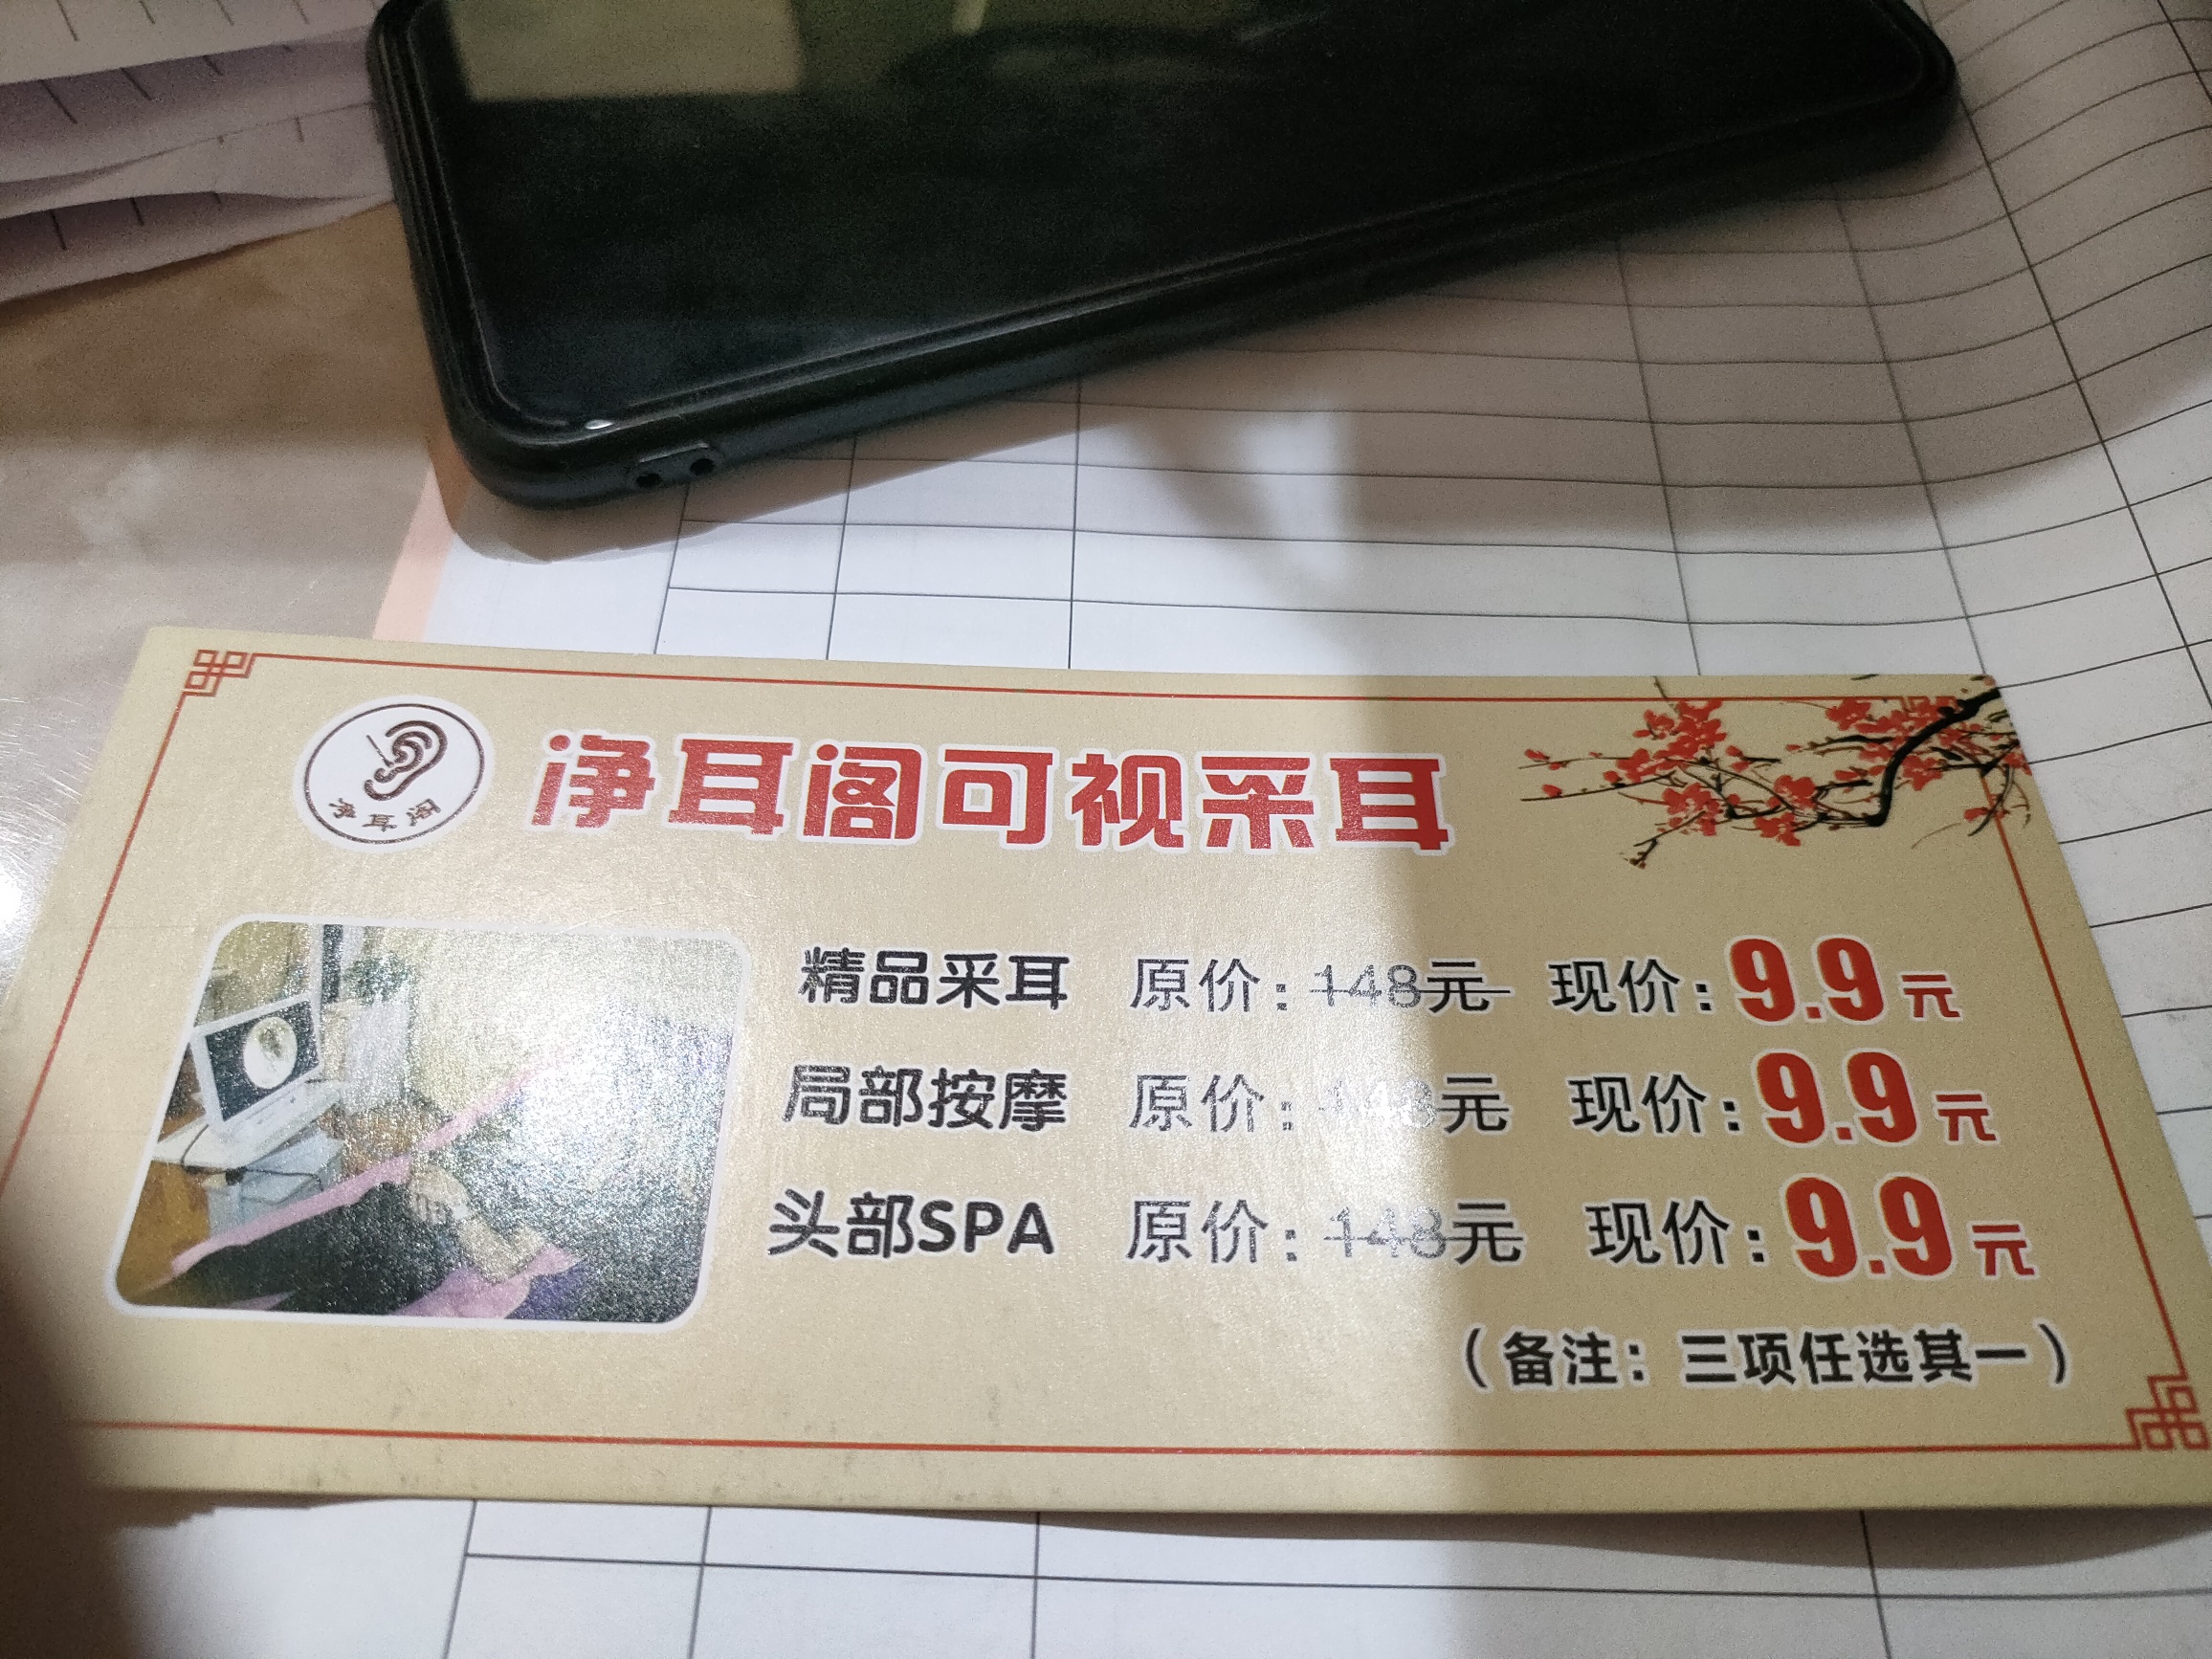 净耳阁
净耳阁可视采耳
精品采耳 原价:148元 现价:9.9元
局部按摩 原价:148元 现价:9.9元
头部SPA 原价:148元 现价:9.9元
(备注:三项任选其一)